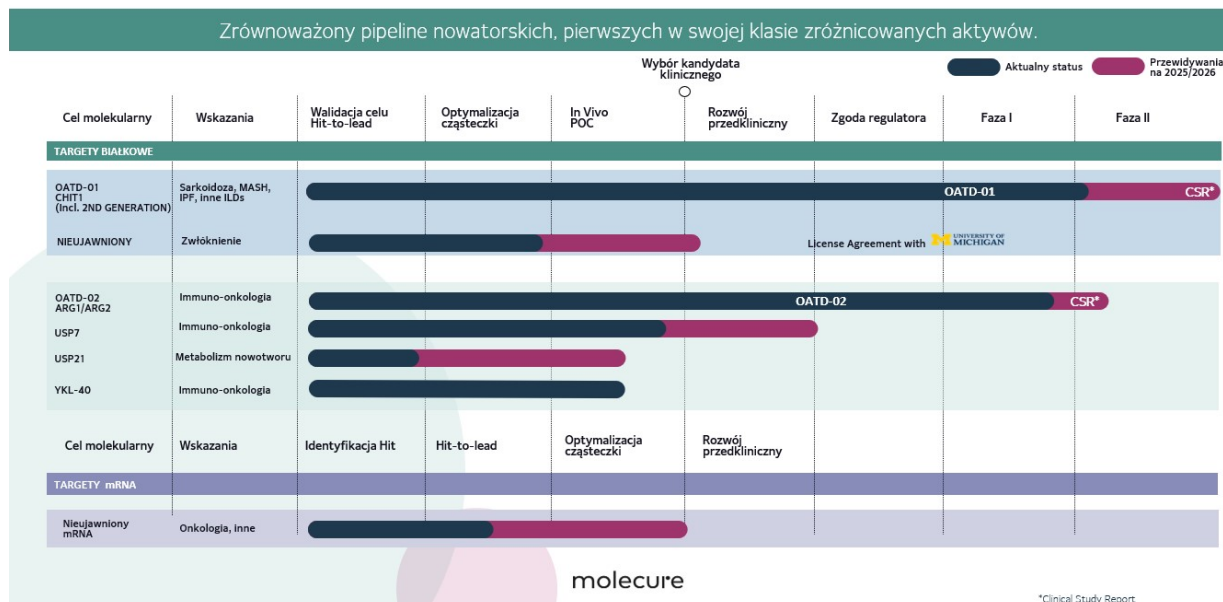 Zrównoważony pipeline nowatorskich, pierwszych w swojej klasie zróżnicowanych aktywów.
Wybór kandydata
klinicznego
Aktualny status
Przewidywania
na 2025/2026
Cel molekularny
Wskazania
Walidacja celu
Hit-to-lead
Optymalizacja
cząsteczki
In Vivo
POC
Rozwój
przedkliniczny
Zgoda regulatora
Faza I
Faza II
TARGETY BIAŁKOWE
OATD-01
CHIT1
(Incl. 2ND GENERATION)
Sarkoidoza, MASH,
IPF, inne ILDs
OATD-01
CSR*
NIEUJAWNIONY
Zwłóknienie
License Agreement with
UNIVERSITY OF
MICHIGAN
OATD-02
ARG1/ARG2
Immuno-onkologia
OATD-02
CSR*
USP7
Immuno-onkologia
USP21
Metabolizm nowotworu
YKL-40
Immuno-onkologia
Cel molekularny
Wskazania
Identyfikacja Hit
Hit-to-lead
Optymalizacja
cząsteczki
Rozwój
przedkliniczny
TARGETY mRNA
Nieujawniony
mRNA
Onkologia, inne
molecure
*Clinical Study Report